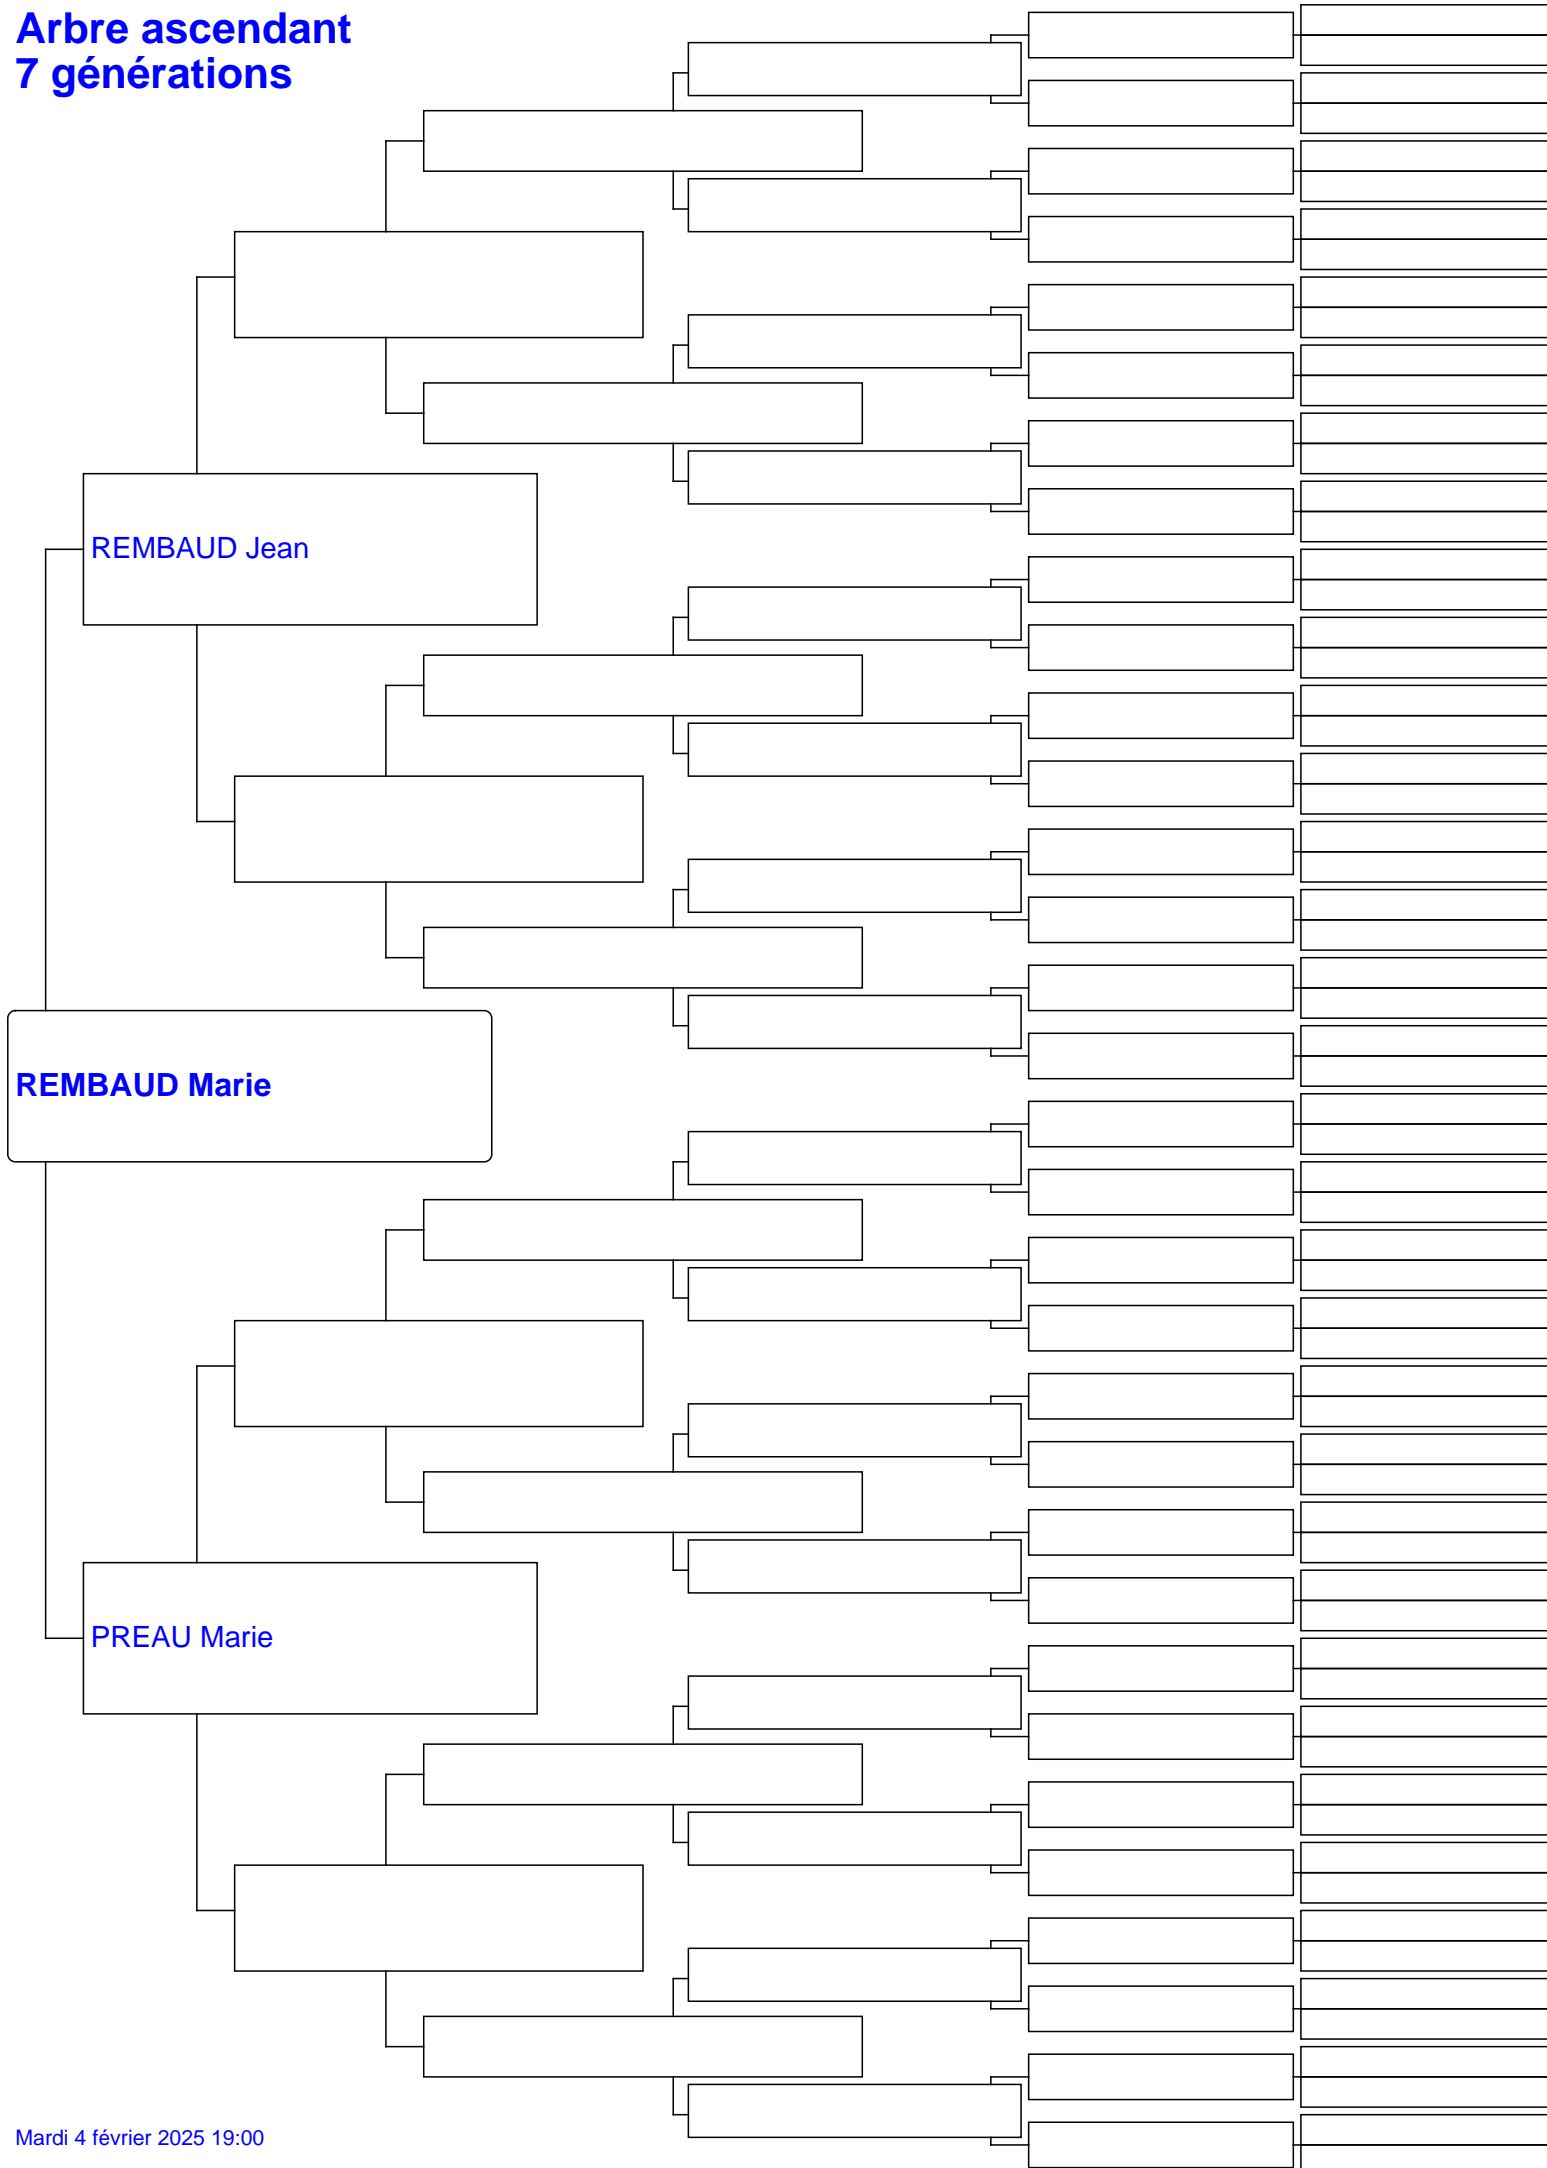 Arbre ascendant
7 générations
REMBAUD Jean
REMBAUD Marie
PREAU Marie
Mardi 4 février 2025 19:00